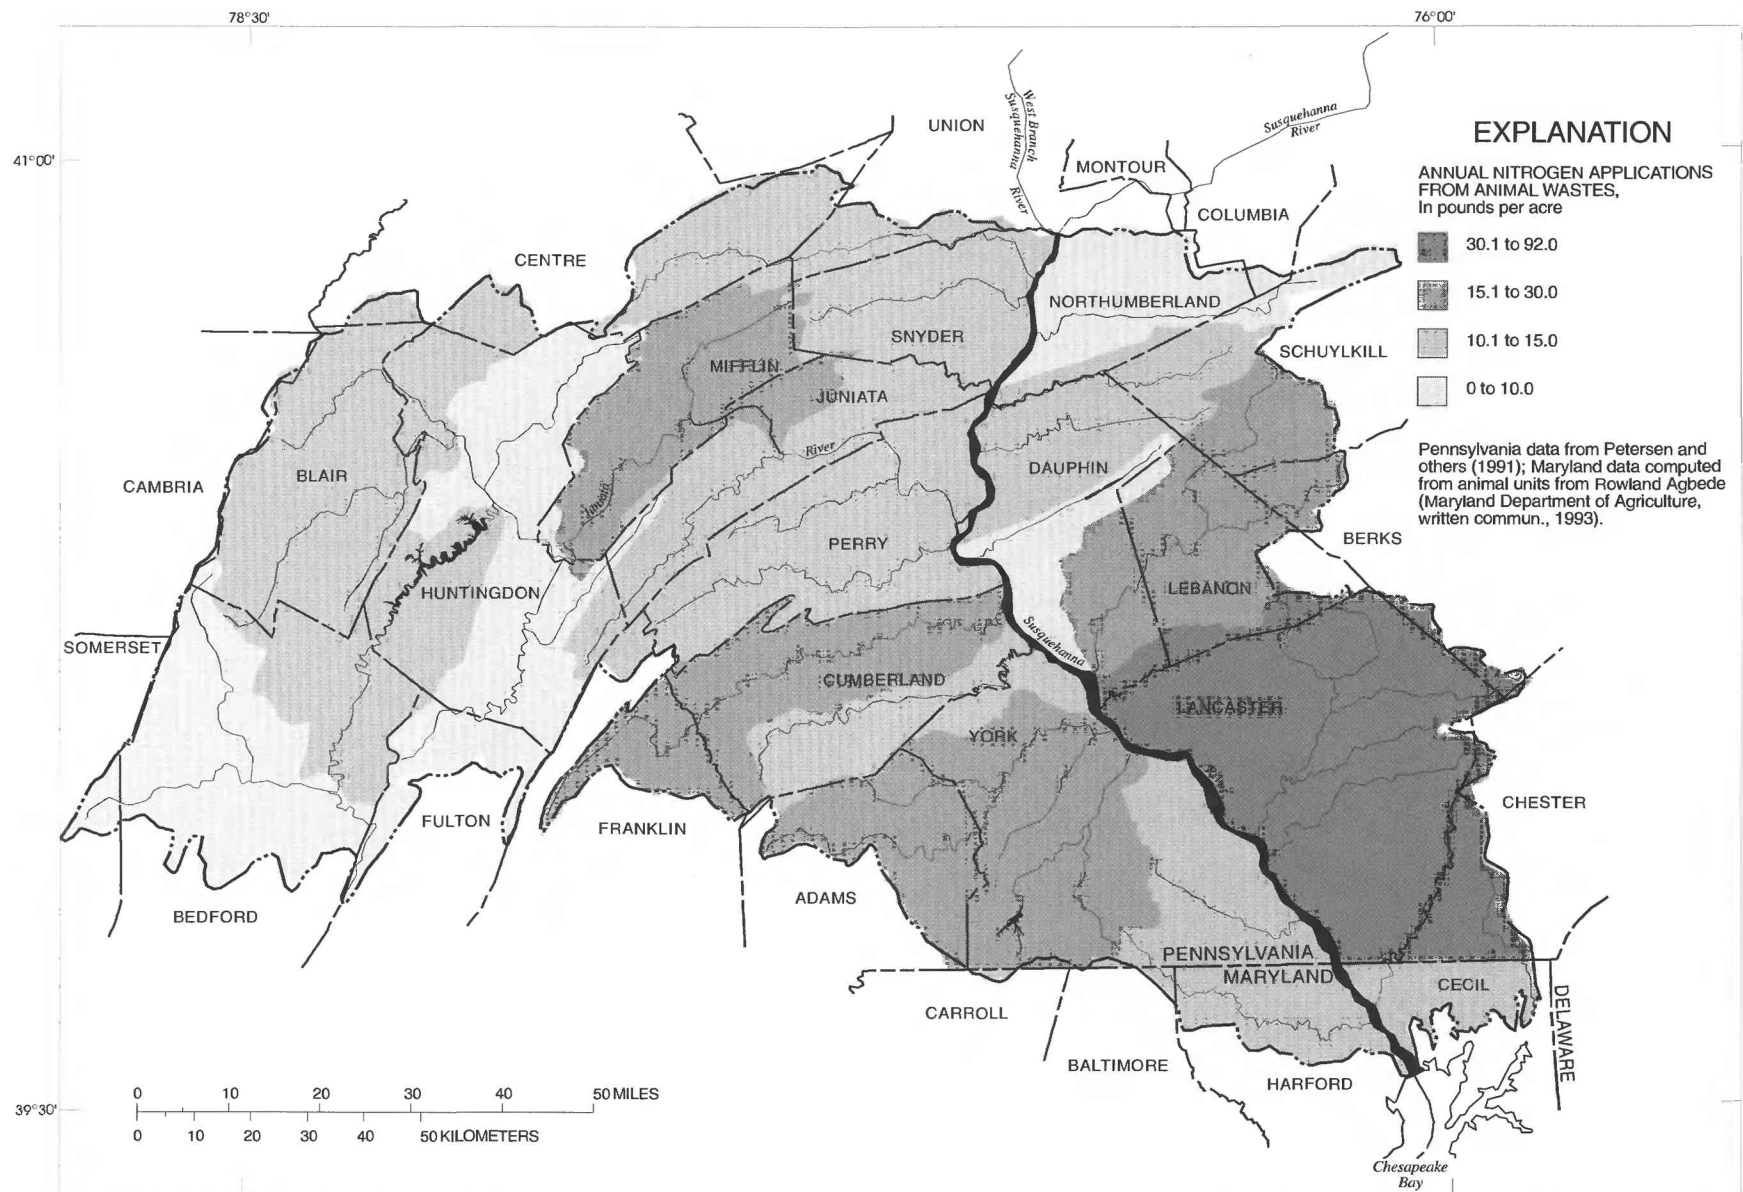 78°30'
76°00'
41°00'
39°30'
UNION
West Branch
Susquehanna
River
Susquehanna
River
MONTOUR
COLUMBIA
CENTRE
NORTHUMBERLAND
SNYDER
SCHUYLKILL
MIFFLIN
JUNIATA
River
Juniata
DAUPHIN
BLAIR
CAMBRIA
PERRY
BERKS
HUNTINGDON
LEBANON
SOMERSET
Susquehanna
CUMBERLAND
LANCASTER
YORK
River
CHESTER
FULTON
FRANKLIN
ADAMS
BEDFORD
PENNSYLVANIA
MARYLAND
CECIL
DELAWARE
CARROLL
BALTIMORE
HARFORD
Chesapeake
Bay
EXPLANATION
ANNUAL NITROGEN APPLICATIONS
FROM ANIMAL WASTES,
In pounds per acre
30.1 to 92.0
15.1 to 30.0
10.1 to 15.0
0 to 10.0
Pennsylvania data from Petersen and
others (1991); Maryland data computed
from animal units from Rowland Agbede
(Maryland Department of Agriculture,
written commun., 1993).
0 10 20 30 40 50 MILES
0 10 20 30 40 50 KILOMETERS